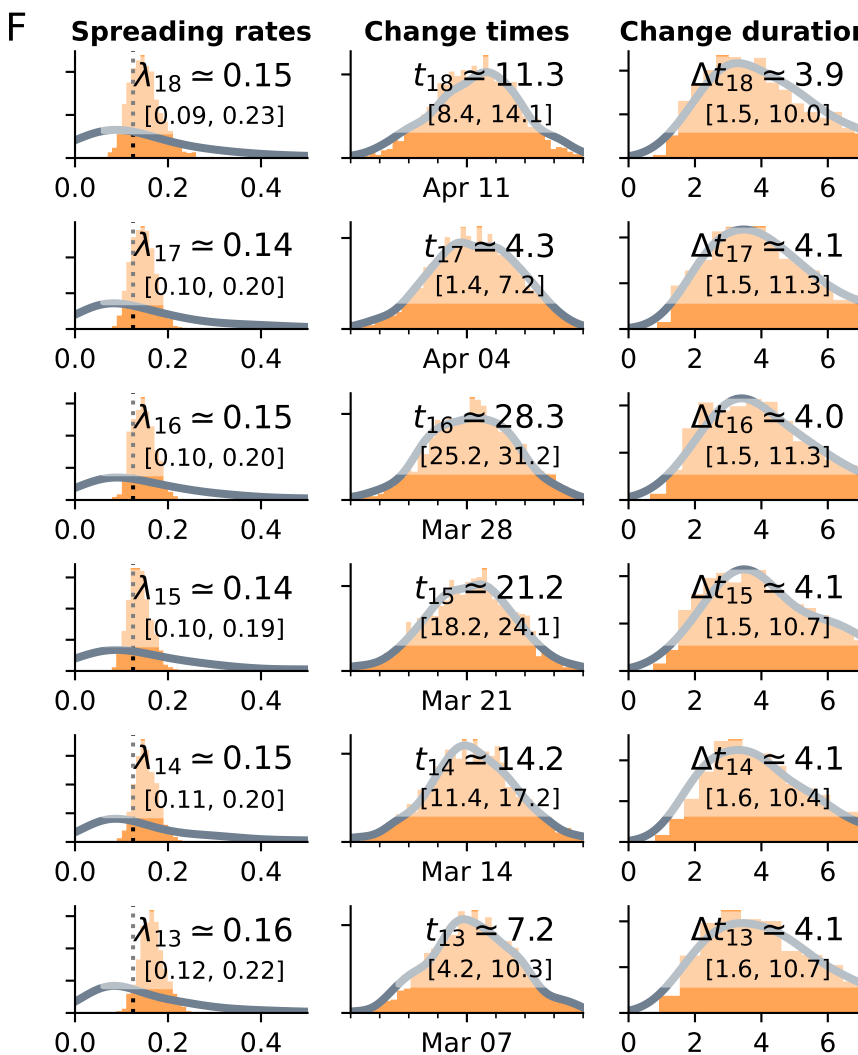 F
Spreading rates Change times Change duration
λ18 ≃ 0.15 t18 ≃ 11.3 Δt18 ≃ 3.9
[0.09, 0.23] [8.4, 14.1] [1.5, 10.0]
0.0 0.2 0.4 Apr 11 0 2 4 6
λ17 ≃ 0.14 t17 ≃ 4.3 Δt17 ≃ 4.1
[0.10, 0.20] [1.4, 7.2] [1.5, 11.3]
0.0 0.2 0.4 Apr 04 0 2 4 6
λ16 ≃ 0.15 t16 ≃ 28.3 Δt16 ≃ 4.0
[0.10, 0.20] [25.2, 31.2] [1.5, 11.3]
0.0 0.2 0.4 Mar 28 0 2 4 6
λ15 ≃ 0.14 t15 ≃ 21.2 Δt15 ≃ 4.1
[0.10, 0.19] [18.2, 24.1] [1.5, 10.7]
0.0 0.2 0.4 Mar 21 0 2 4 6
λ14 ≃ 0.15 t14 ≃ 14.2 Δt14 ≃ 4.1
[0.11, 0.20] [11.4, 17.2] [1.6, 10.4]
0.0 0.2 0.4 Mar 14 0 2 4 6
λ13 ≃ 0.16 t13 ≃ 7.2 Δt13 ≃ 4.1
[0.12, 0.22] [4.2, 10.3] [1.6, 10.7]
0.0 0.2 0.4 Mar 07 0 2 4 6